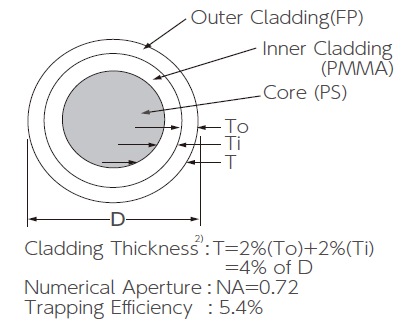 Outer Cladding(FP)
Inner Cladding
(PMMA)
Core (PS)
To
Ti
T
D
Cladding Thickness²⁾: T=2%(To)+2%(Ti)
=4% of D
Numerical Aperture : NA=0.72
Trapping Efficiency : 5.4%